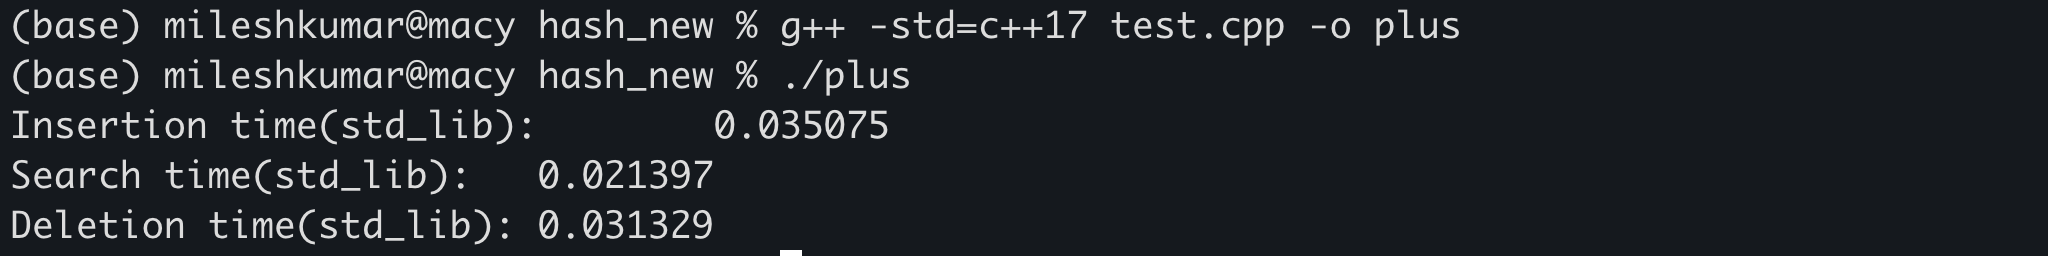 (base) mileshkumar@macy hash_new % g++ -std=c++17 test.cpp -o plus
(base) mileshkumar@macy hash_new % ./plus
Insertion time(std_lib):        0.035075
Search time(std_lib):   0.021397
Deletion time(std_lib): 0.031329